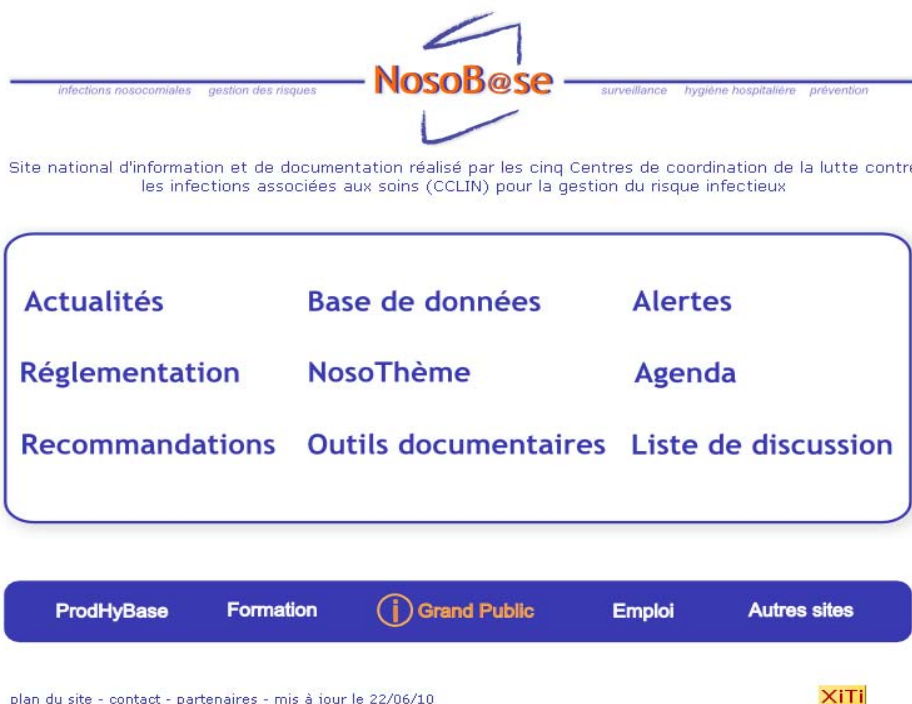 NosoB@se
infections nosocomiales gestion des risques surveillance hygiène hospitalière prévention
Site national d'information et de documentation réalisé par les cinq Centres de coordination de la lutte contre
les infections associées aux soins (CCLIN) pour la gestion du risque infectieux
Actualités Base de données Alertes
Réglementation NosoThème Agenda
Recommandations Outils documentaires Liste de discussion
ProdHyBase Formation i Grand Public Emploi Autres sites
plan du site - contact - partenaires - mis à jour le 22/06/10 XiTi